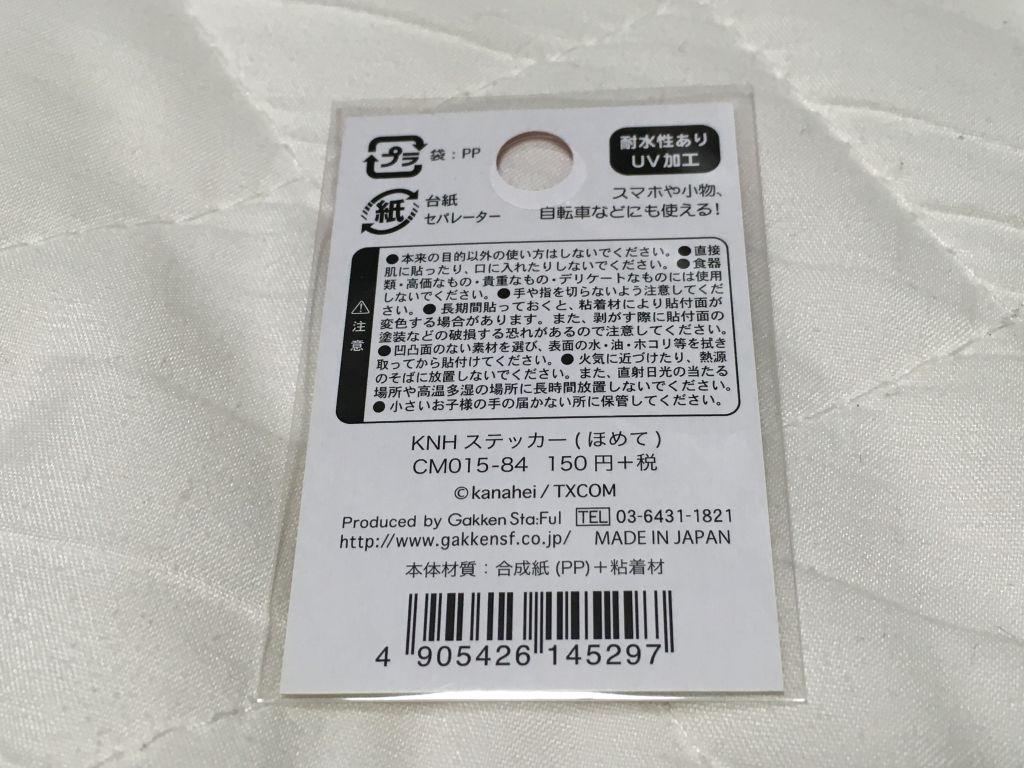 プラ 袋：PP
耐水性あり
UV加工
紙 台紙
セパレーター
スマホや小物、
自転車などにも使える！
注意
●本来の目的以外の使い方はしないでください。●直接
肌に貼ったり、口に入れたりしないでください。●食器
類・高価なもの・貴重なもの・デリケートなものには使用
しないでください。●手や指を切らないよう注意してくだ
さい。●長期間貼っておくと、粘着材により貼付面が
変色する場合があります。また、剥がす際に貼付面の
塗装などの破損する恐れがあるので注意してください。
●凹凸面のない素材を選び、表面の水・油・ホコリ等を拭き
取ってから貼付けてください。●火気に近づけたり、熱源
のそばに放置しないでください。また、直射日光の当たる
場所や高温多湿の場所に長時間放置しないでください。
●小さいお子様の手の届かない所に保管してください。
KNH ステッカー(ほめて)
CM015-84 150円+税
©kanahei/TXCOM
Produced by Gakken Sta:Ful TEL 03-6431-1821
http://www.gakkensf.co.jp/ MADE IN JAPAN
本体材質：合成紙(PP)+粘着材
4 905426 145297